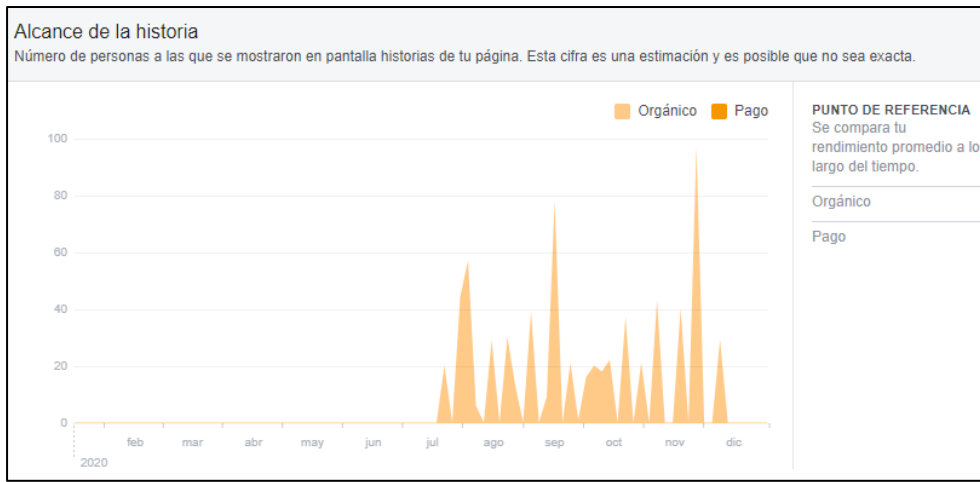 Alcance de la historia
Número de personas a las que se mostraron en pantalla historias de tu página. Esta cifra es una estimación y es posible que no sea exacta.
Orgánico Pago
100
80
60
40
20
0
feb mar abr may jun jul ago sep oct nov dic
2020
PUNTO DE REFERENCIA
Se compara tu
rendimiento promedio a lo
largo del tiempo.
Orgánico
Pago